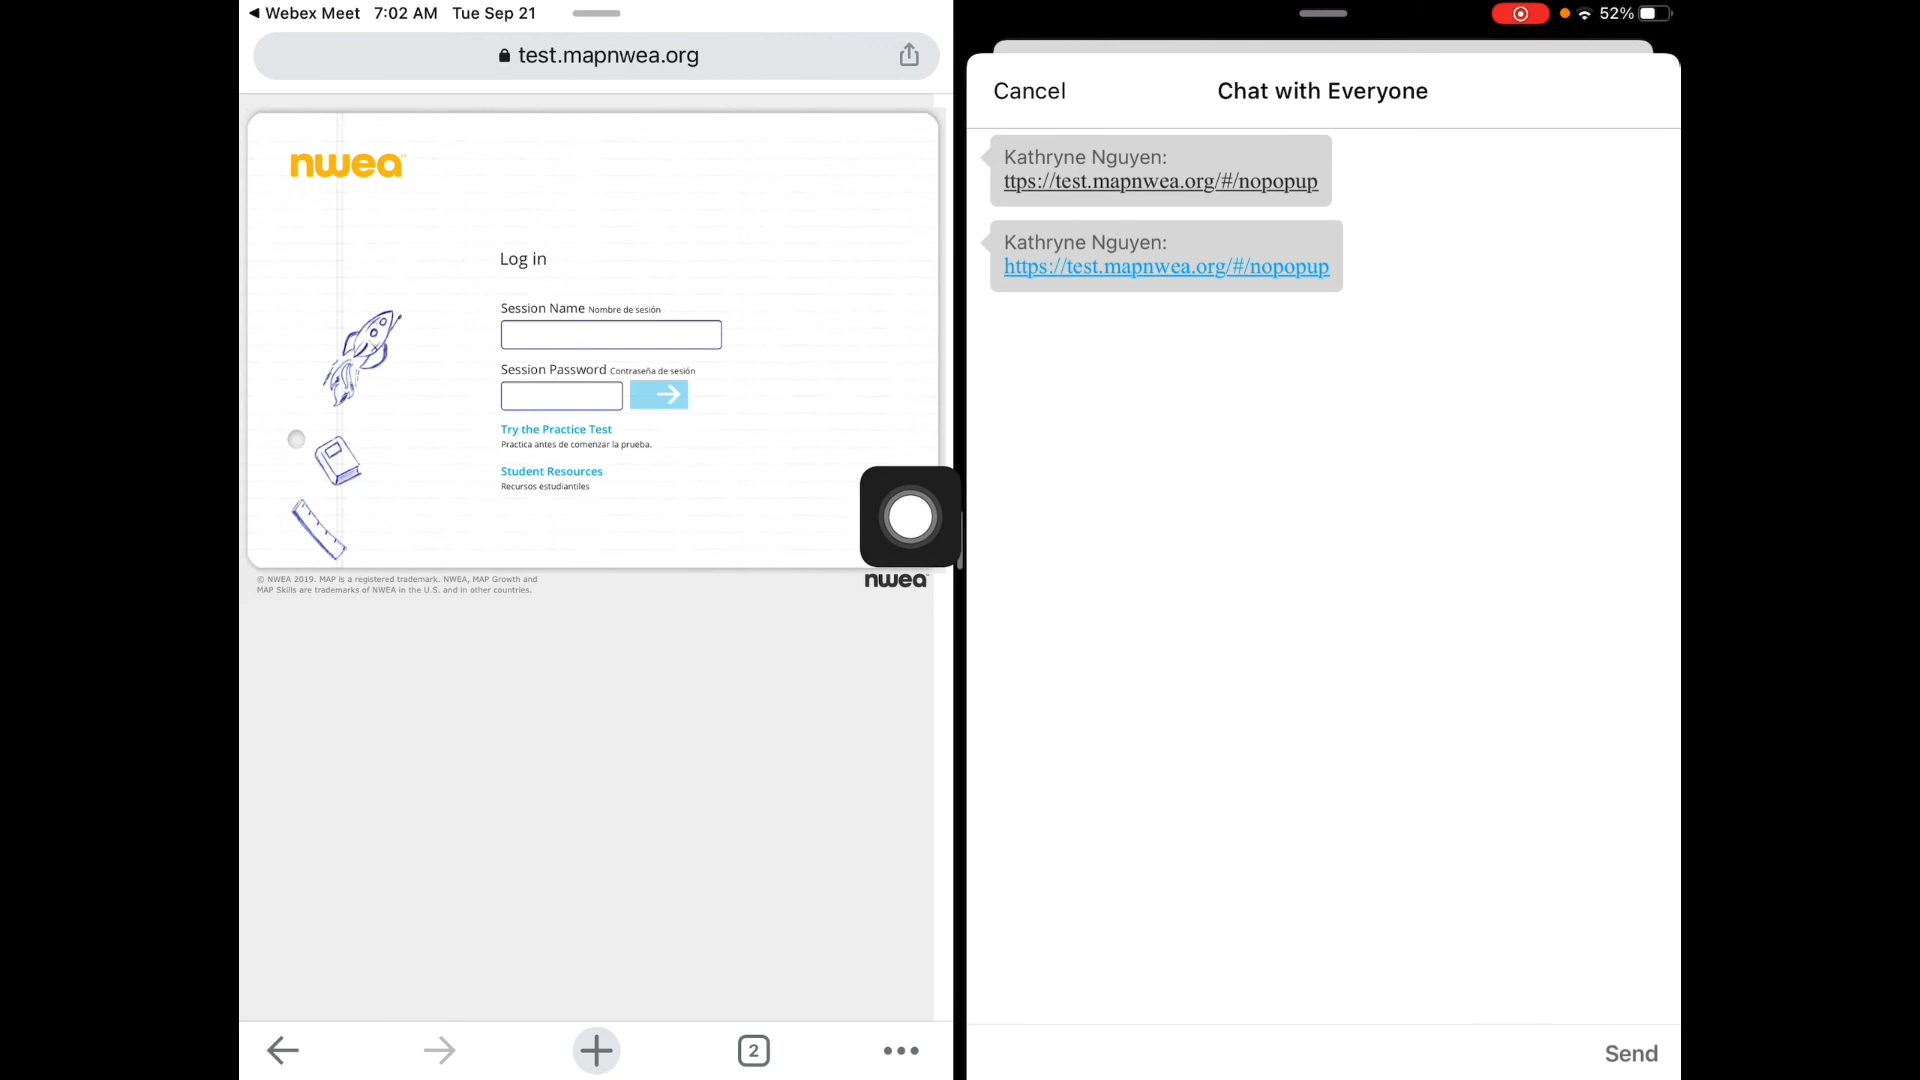 Webex Meet 7:02 AM Tue Sep 21
52%
test.mapnwea.org
nwea
Log in
Session Name Nombre de sesión
Session Password Contraseña de sesión
Try the Practice Test
Practica antes de comenzar la prueba.
Student Resources
Recursos estudiantiles
© NWEA 2019. MAP is a registered trademark. NWEA, MAP Growth and
MAP Skills are trademarks of NWEA in the U.S. and in other countries.
nwea
2
Cancel
Chat with Everyone
Kathryne Nguyen:
ttps://test.mapnwea.org/#/nopopup
Kathryne Nguyen:
https://test.mapnwea.org/#/nopopup
Send